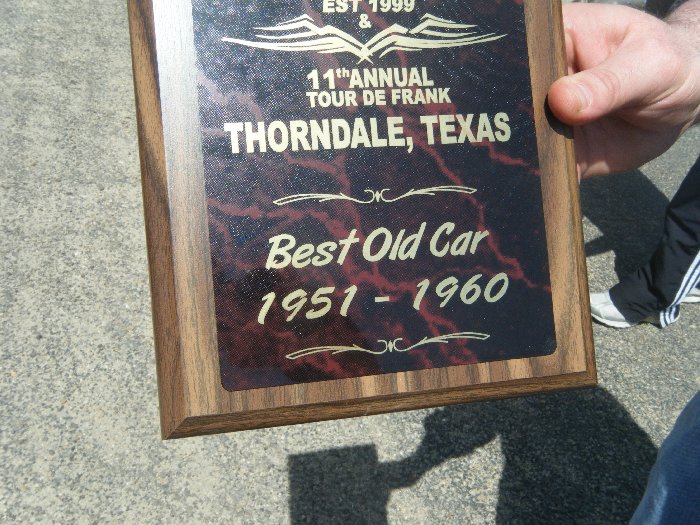 EST 1999
&
11th ANNUAL
TOUR DE FRANK
THORNDALE, TEXAS
Best Old Car
1951 - 1960